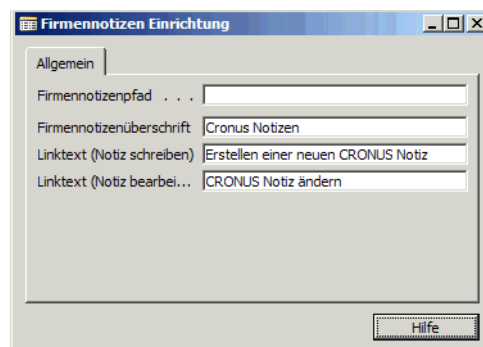 Firmennotizen Einrichtung
Allgemein
Firmennotizenpfad . . .
Firmennotizenüberschrift Cronus Notizen
Linktext (Notiz schreiben) Erstellen einer neuen CRONUS Notiz
Linktext (Notiz bearbei... CRONUS Notiz ändern
Hilfe